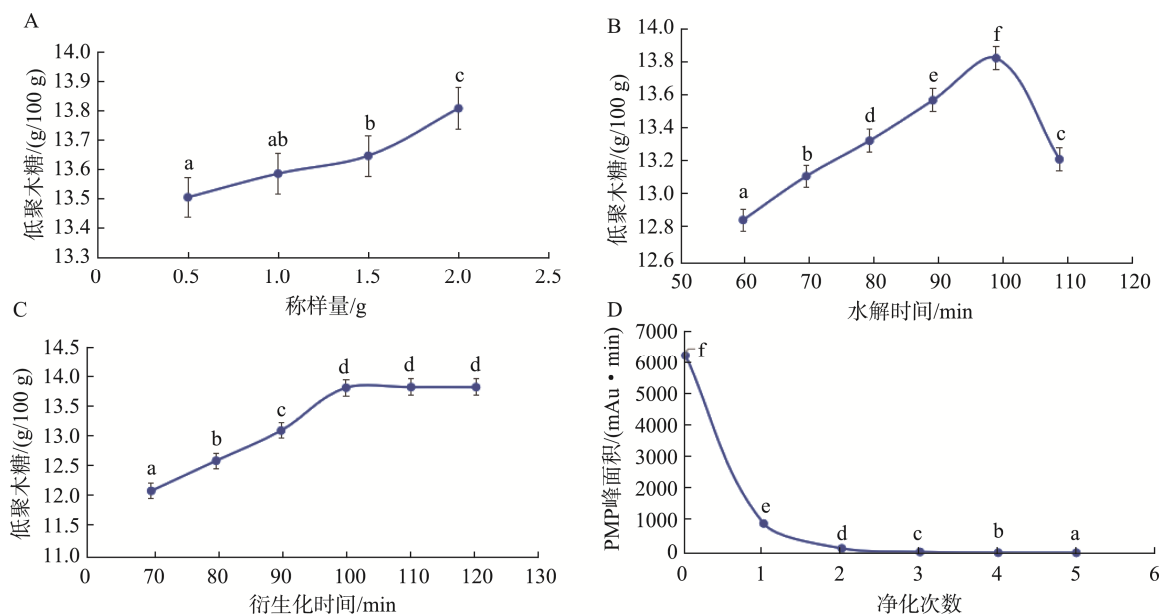 A
低聚木糖/(g/100 g)
14.0
13.9
13.8
13.7
13.6
13.5
13.4
13.3
a
ab
b
c
0
0.5
1.0
1.5
2.0
2.5
称样量/g
B
低聚木糖/(g/100 g)
14.0
13.8
13.6
13.4
13.2
13.0
12.8
12.6
a
b
d
e
f
c
50
60
70
80
90
100
110
120
水解时间/min
C
低聚木糖/(g/100 g)
14.5
14.0
13.5
13.0
12.5
12.0
11.5
11.0
a
b
c
d
d
d
0
70
80
90
100
110
120
130
衍生化时间/min
D
PMP峰面积/(mAu·min)
7000
6000
5000
4000
3000
2000
1000
0
f
e
d
c
b
a
0
1
2
3
4
5
6
净化次数